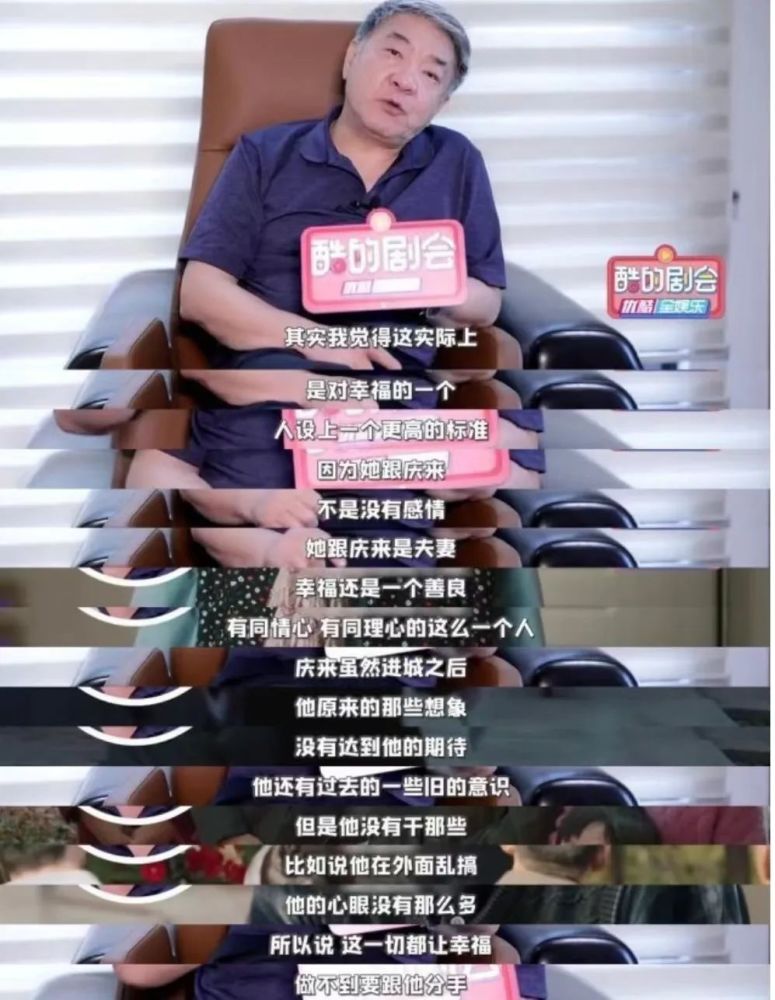 酷的剧会
优酷
酷的剧会
优酷 全娱乐
其实我觉得这实际上
是对幸福的一个
人设上一个更高的标准
因为她跟庆来
不是没有感情
她跟庆来是夫妻
幸福还是一个善良
有同情心 有同理心的这么一个人
庆来虽然进城之后
他原来的那些想象
没有达到他的期待
他还有过去的一些旧的意识
但是他没有干那些
比如说他在外面乱搞
他的心眼没有那么多
所以说 这一切都让幸福
做不到要跟他分手